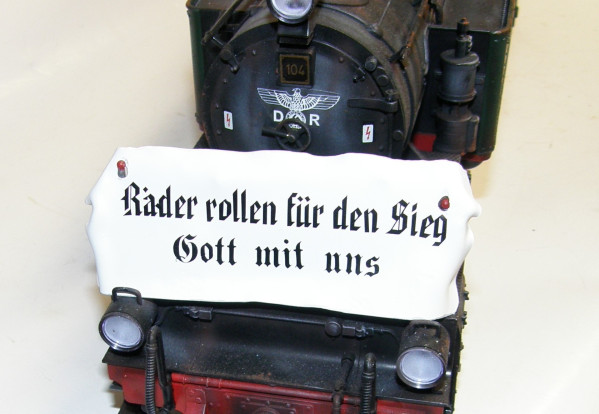 104
D R
Räder rollen für den Sieg
Gott mit uns